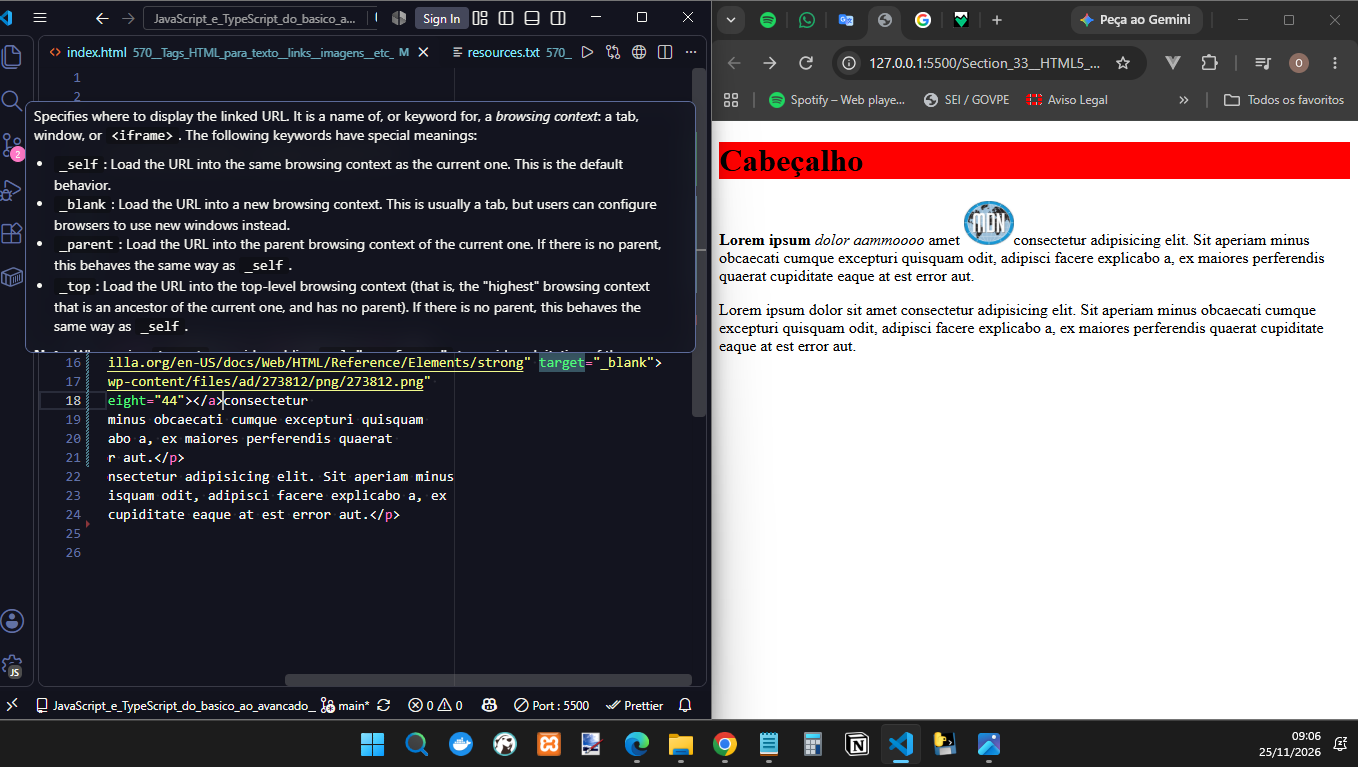 JavaScript_e_TypeScript_do_basico_a...
Sign In
index.html 570__Tags_HTML_para_texto__links__imagens__etc_ M
resources.txt 570_
1
2
Specifies where to display the linked URL. It is a name of, or keyword for, a browsing context: a tab,
window, or <iframe>. The following keywords have special meanings:
• _self: Load the URL into the same browsing context as the current one. This is the default
behavior.
• _blank: Load the URL into a new browsing context. This is usually a tab, but users can configure
browsers to use new windows instead.
• _parent: Load the URL into the parent browsing context of the current one. If there is no parent,
this behaves the same way as _self.
• _top: Load the URL into the top-level browsing context (that is, the "highest" browsing context
that is an ancestor of the current one, and has no parent). If there is no parent, this behaves the
same way as _self.
16 illa.org/en-US/docs/Web/HTML/Reference/Elements/strong" target="_blank">
17 wp-content/files/ad/273812/png/273812.png"
18 eight="44"></a>consectetur
19 minus obcaecati cumque excepturi quisquam
20 abo a, ex maiores perferendis quaerat
21 r aut.</p>
22 nsectetur adipisicing elit. Sit aperiam minus
23 isquam odit, adipisci facere explicabo a, ex
24 cupiditate eaque at est error aut.</p>
25
26
2
JS
JavaScript_e_TypeScript_do_basico_ao_avancado_ main* 0 0 Port : 5500 Prettier
Peça ao Gemini
127.0.0.1:5500/Section_33__HTML5_...
O
Spotify – Web playe...
SEI / GOVPE
Aviso Legal
»
Todos os favoritos
Cabeçalho
MDN
Lorem ipsum dolor aammoooo amet consectetur adipisicing elit. Sit aperiam minus
obcaecati cumque excepturi quisquam odit, adipisci facere explicabo a, ex maiores perferendis
quaerat cupiditate eaque at est error aut.
Lorem ipsum dolor sit amet consectetur adipisicing elit. Sit aperiam minus obcaecati cumque
excepturi quisquam odit, adipisci facere explicabo a, ex maiores perferendis quaerat cupiditate
eaque at est error aut.
09:06
25/11/2026